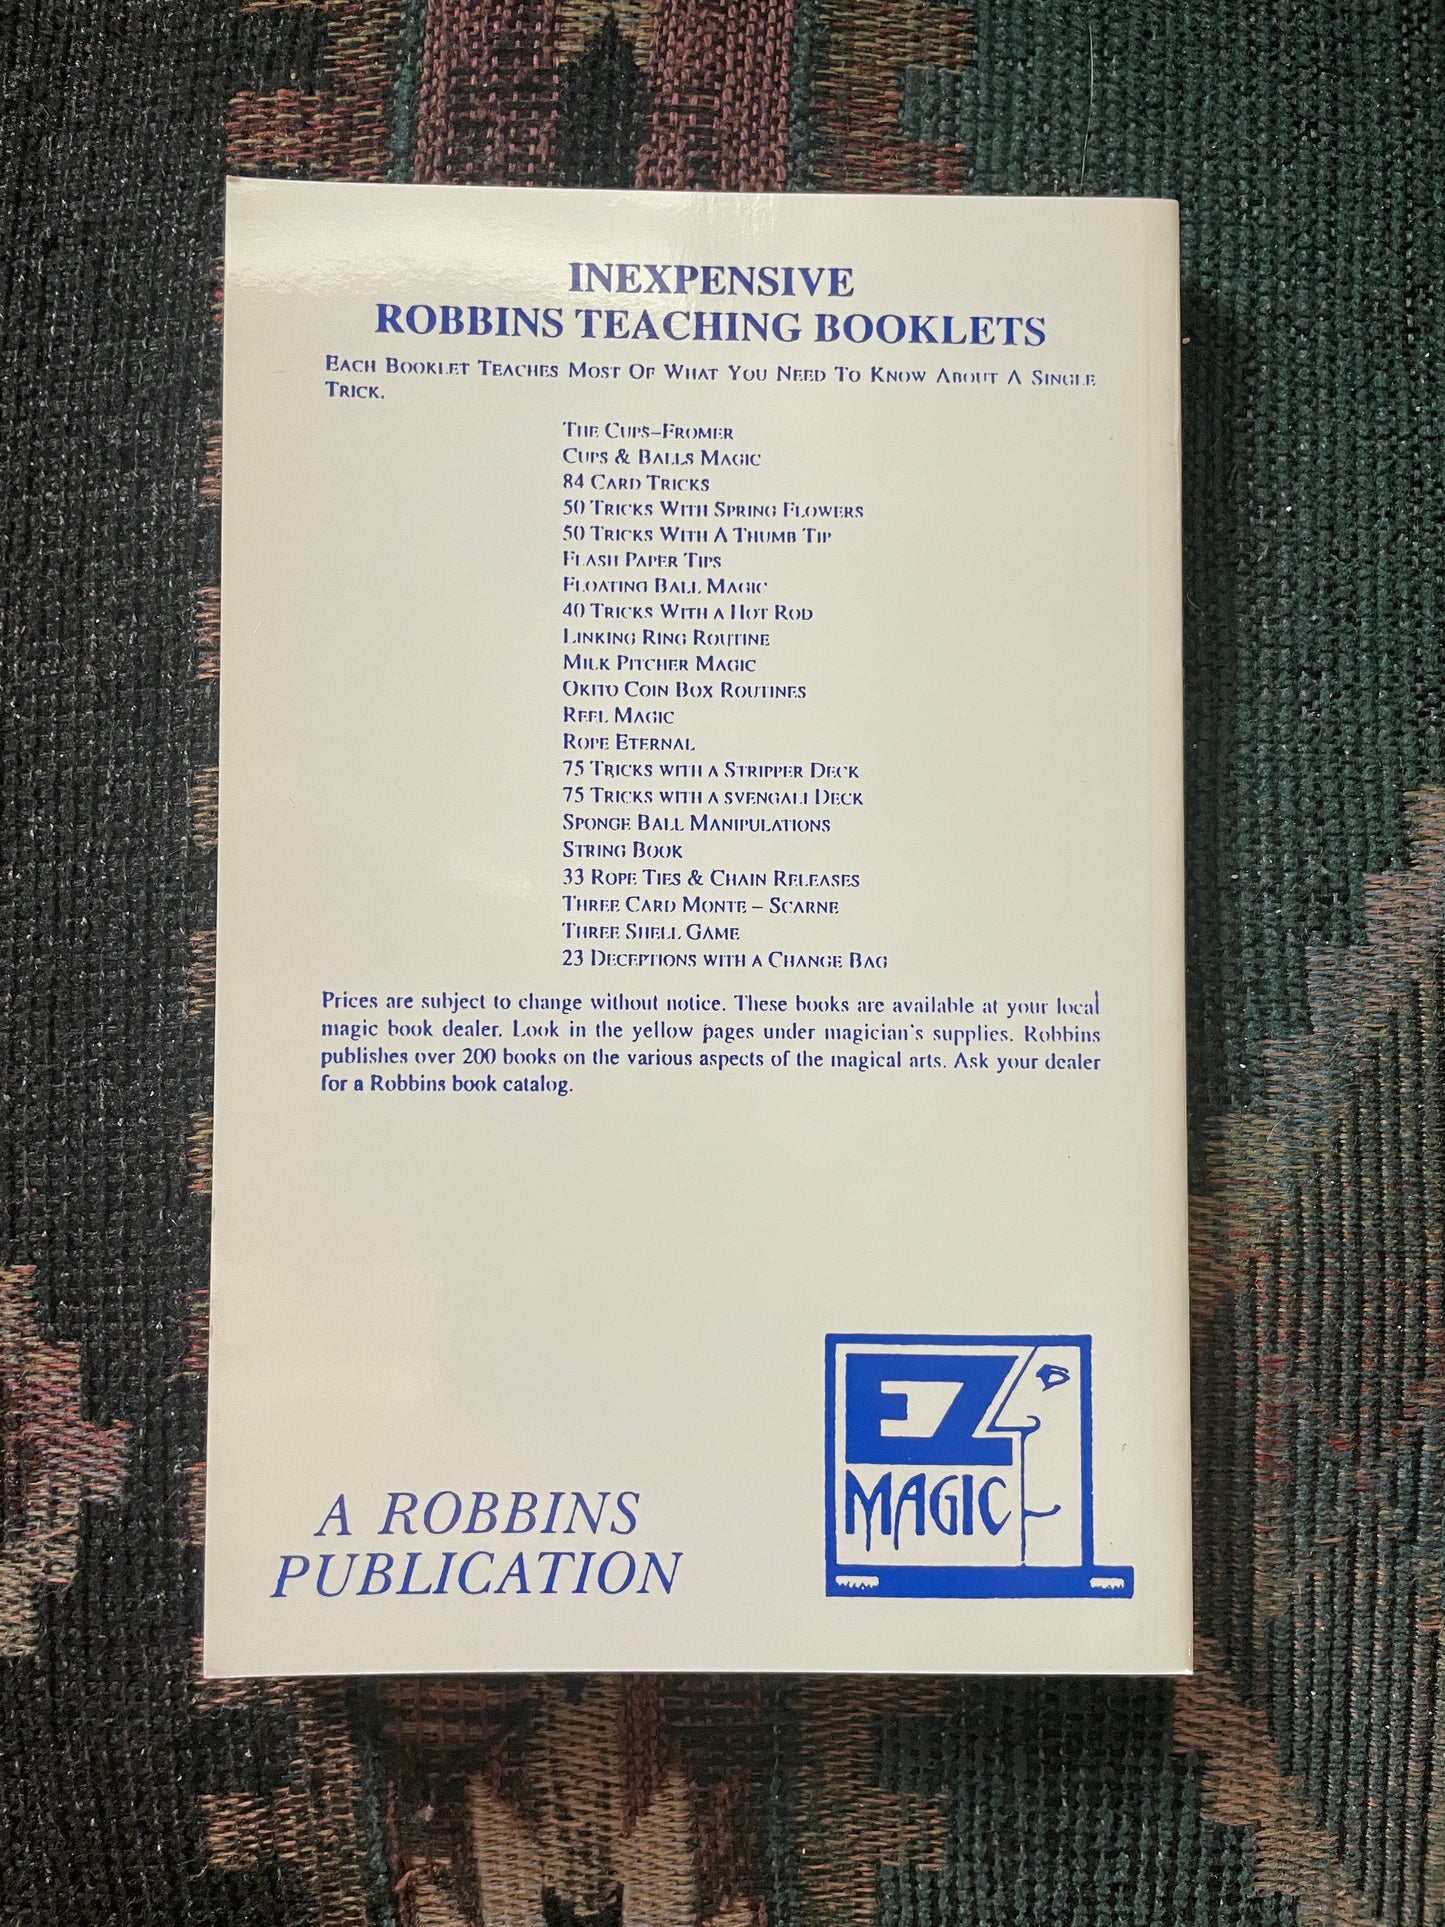 INEXPENSIVE
ROBBINS TEACHING BOOKLETS
EACH BOOKLET TEACHES MOST OF WHAT YOU NEED TO KNOW ABOUT A SINGLE
TRICK.
THE CUPS–FROMER
CUPS & BALLS MAGIC
84 CARD TRICKS
50 TRICKS WITH SPRING FLOWERS
50 TRICKS WITH A THUMB TIP
FLASH PAPER TIPS
FLOATING BALL MAGIC
40 TRICKS WITH A HOT ROD
LINKING RING ROUTINE
MILK PITCHER MAGIC
OKITO COIN BOX ROUTINES
REEL MAGIC
ROPE ETERNAL
75 TRICKS WITH A STRIPPER DECK
75 TRICKS WITH A SVENGALI DECK
SPONGE BALL MANIPULATIONS
STRING BOOK
33 ROPE TIES & CHAIN RELEASES
THREE CARD MONTE – SCARNE
THREE SHELL GAME
23 DECEPTIONS WITH A CHANGE BAG
Prices are subject to change without notice. These books are available at your local
magic book dealer. Look in the yellow pages under magician's supplies. Robbins
publishes over 200 books on the various aspects of the magical arts. Ask your dealer
for a Robbins book catalog.
EZ
MAGIC
A ROBBINS
PUBLICATION